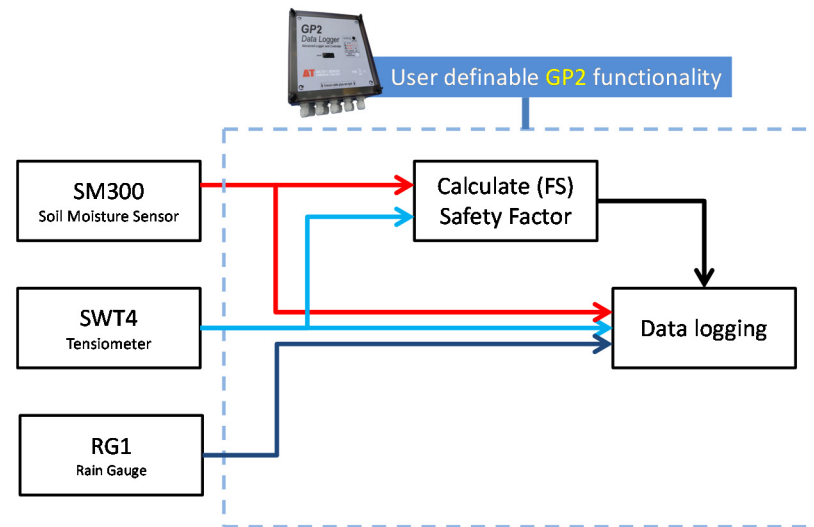 GP2
Data Logger
User definable GP2 functionality
SM300
Soil Moisture Sensor
Calculate (FS)
Safety Factor
SWT4
Tensiometer
Data logging
RG1
Rain Gauge